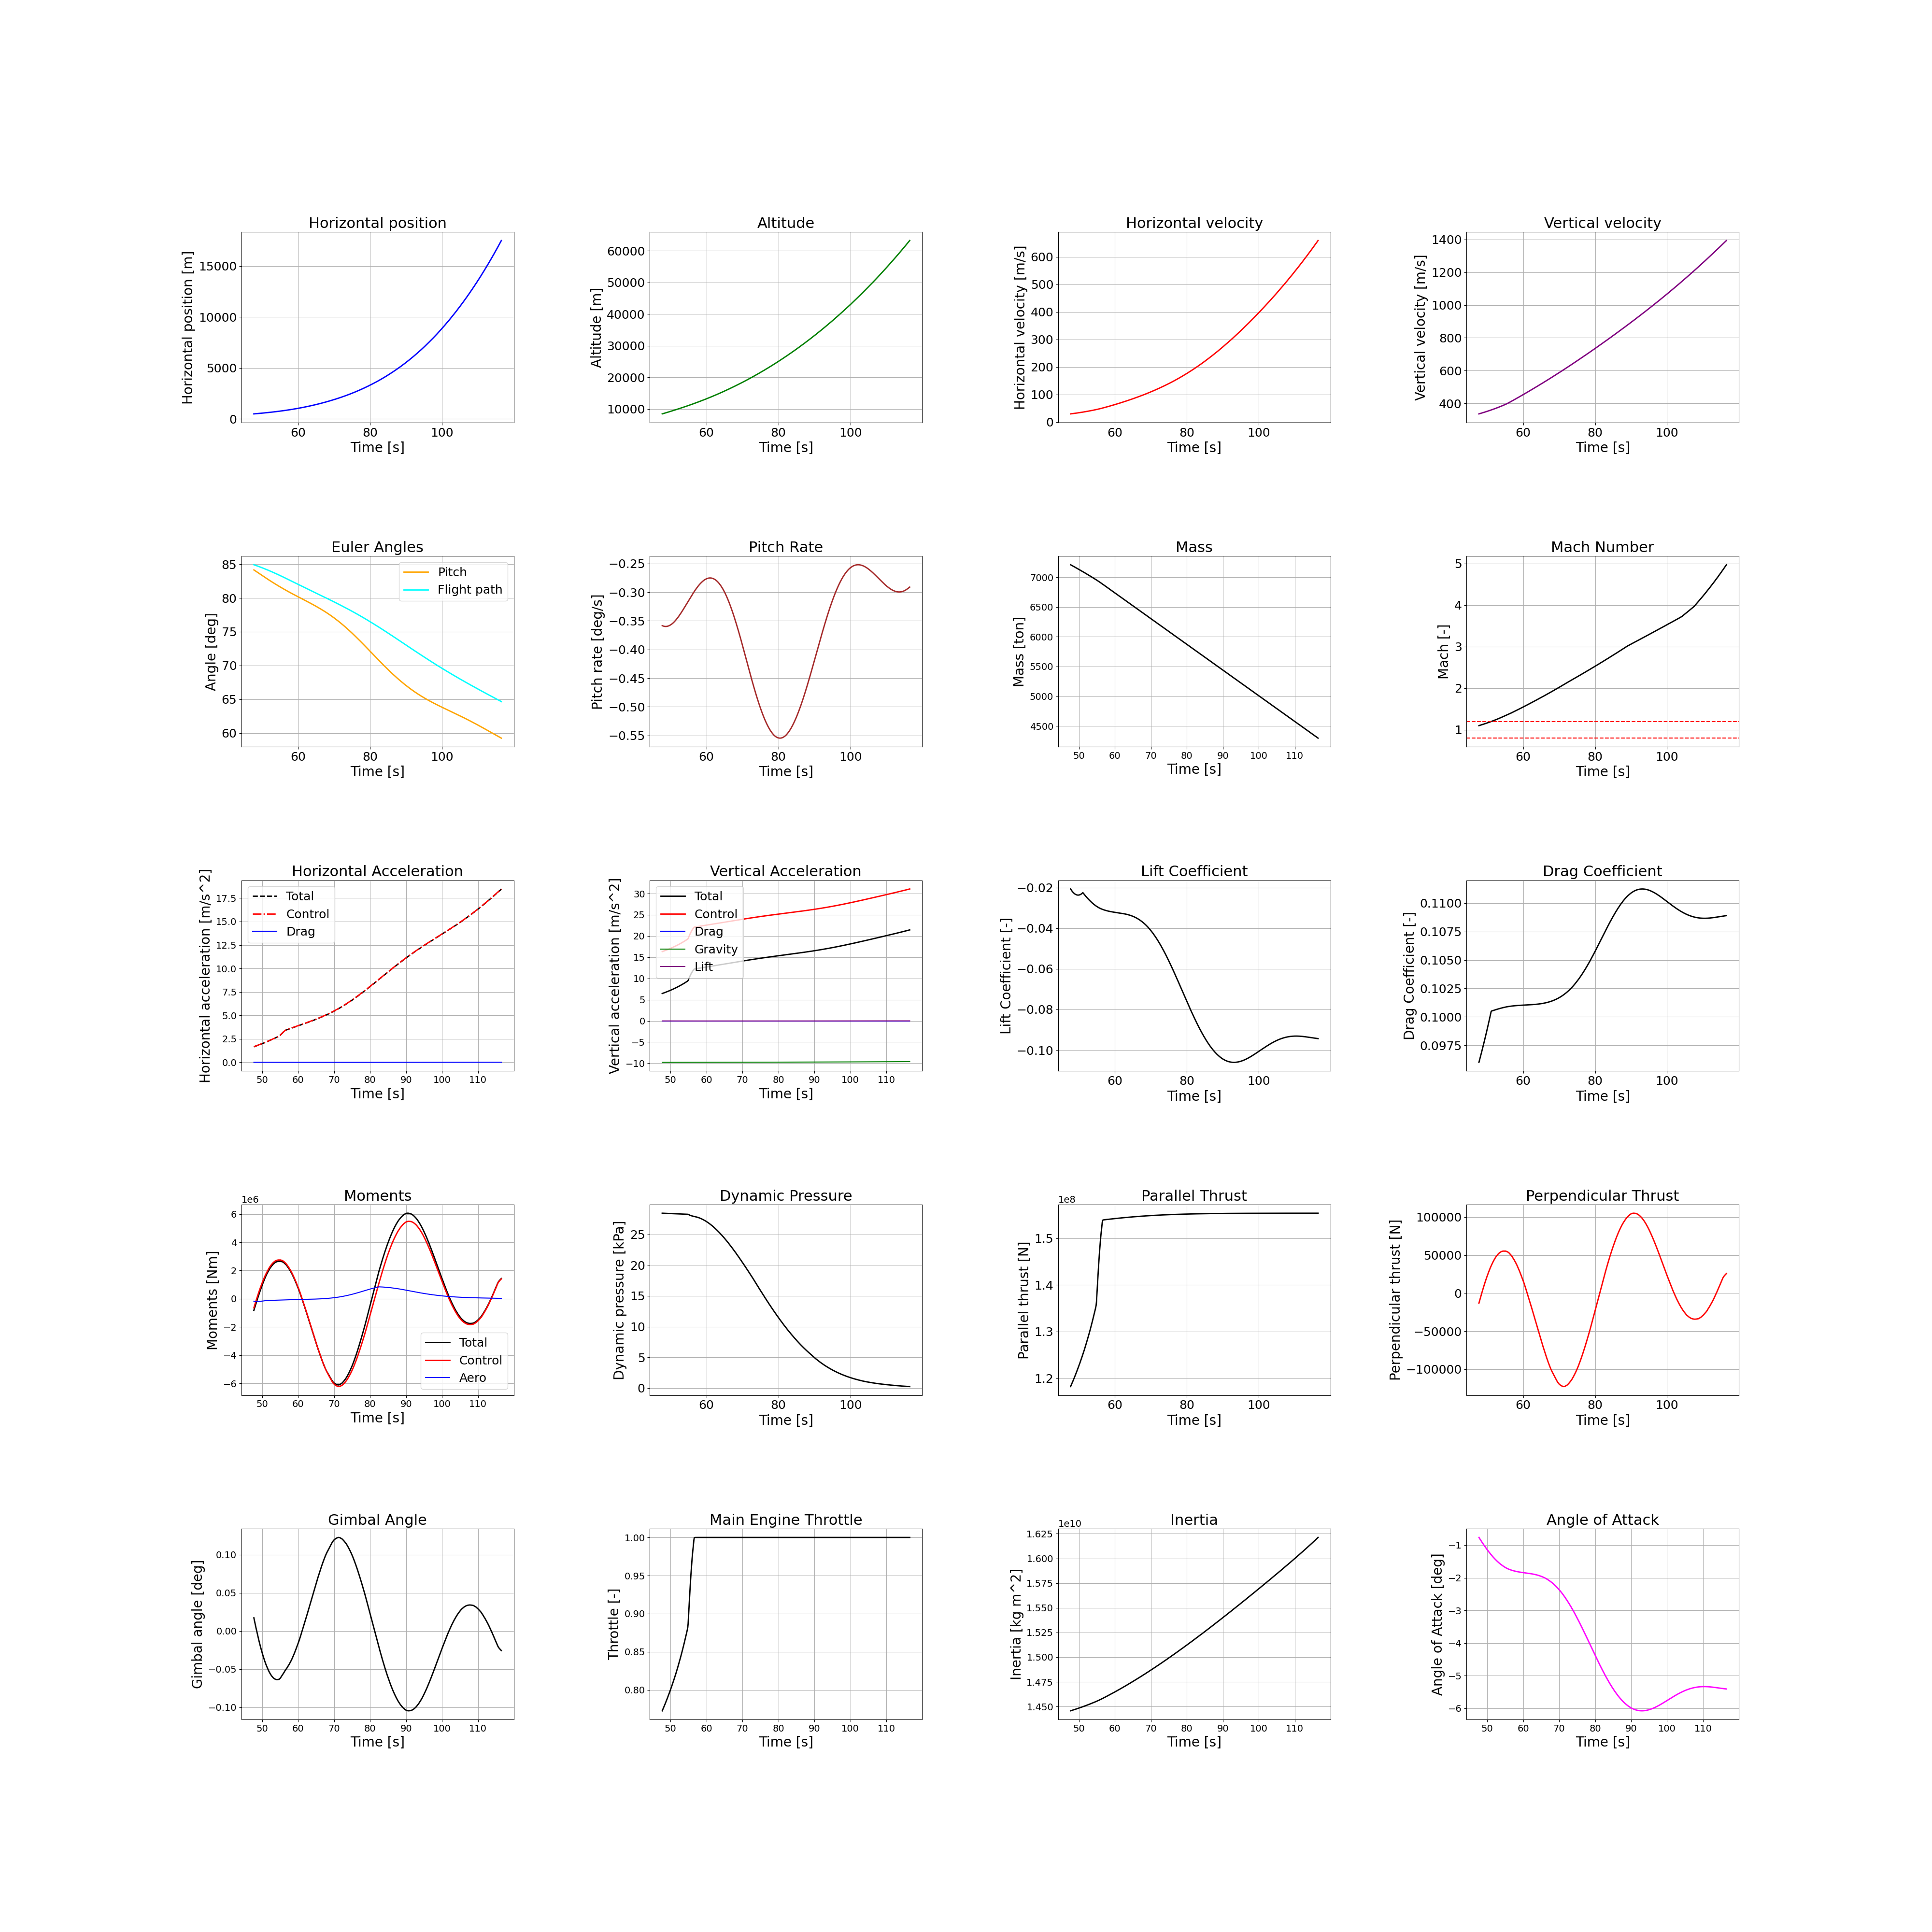 Horizontal position
Horizontal position [m]
15000
10000
5000
0
60 80 100
Time [s]
Altitude
Altitude [m]
60000
50000
40000
30000
20000
10000
60 80 100
Time [s]
Horizontal velocity
Horizontal velocity [m/s]
600
500
400
300
200
100
0
60 80 100
Time [s]
Vertical velocity
Vertical velocity [m/s]
1400
1200
1000
800
600
400
60 80 100
Time [s]
Euler Angles
Angle [deg]
85
80
75
70
65
60
Pitch
Flight path
60 80 100
Time [s]
Pitch Rate
Pitch rate [deg/s]
−0.25
−0.30
−0.35
−0.40
−0.45
−0.50
−0.55
60 80 100
Time [s]
Mass
Mass [ton]
7000
6500
6000
5500
5000
4500
50 60 70 80 90 100 110
Time [s]
Mach Number
Mach [-]
5
4
3
2
1
60 80 100
Time [s]
Horizontal Acceleration
Horizontal acceleration [m/s^2]
17.5
15.0
12.5
10.0
7.5
5.0
2.5
0.0
Total
Control
Drag
50 60 70 80 90 100 110
Time [s]
Vertical Acceleration
Vertical acceleration [m/s^2]
30
25
20
15
10
5
0
−5
−10
Total
Control
Drag
Gravity
Lift
50 60 70 80 90 100 110
Time [s]
Lift Coefficient
Lift Coefficient [-]
−0.02
−0.04
−0.06
−0.08
−0.10
60 80 100
Time [s]
Drag Coefficient
Drag Coefficient [-]
0.1100
0.1075
0.1050
0.1025
0.1000
0.0975
60 80 100
Time [s]
Moments
1e6
Moments [Nm]
6
4
2
0
−2
−4
−6
Total
Control
Aero
50 60 70 80 90 100 110
Time [s]
Dynamic Pressure
Dynamic pressure [kPa]
25
20
15
10
5
0
60 80 100
Time [s]
Parallel Thrust
1e8
Parallel thrust [N]
1.5
1.4
1.3
1.2
60 80 100
Time [s]
Perpendicular Thrust
Perpendicular thrust [N]
100000
50000
0
−50000
−100000
60 80 100
Time [s]
Gimbal Angle
Gimbal angle [deg]
0.10
0.05
0.00
−0.05
−0.10
50 60 70 80 90 100 110
Time [s]
Main Engine Throttle
Throttle [-]
1.00
0.95
0.90
0.85
0.80
50 60 70 80 90 100 110
Time [s]
Inertia
1e10
Inertia [kg m^2]
1.625
1.600
1.575
1.550
1.525
1.500
1.475
1.450
50 60 70 80 90 100 110
Time [s]
Angle of Attack
Angle of Attack [deg]
−1
−2
−3
−4
−5
−6
50 60 70 80 90 100 110
Time [s]